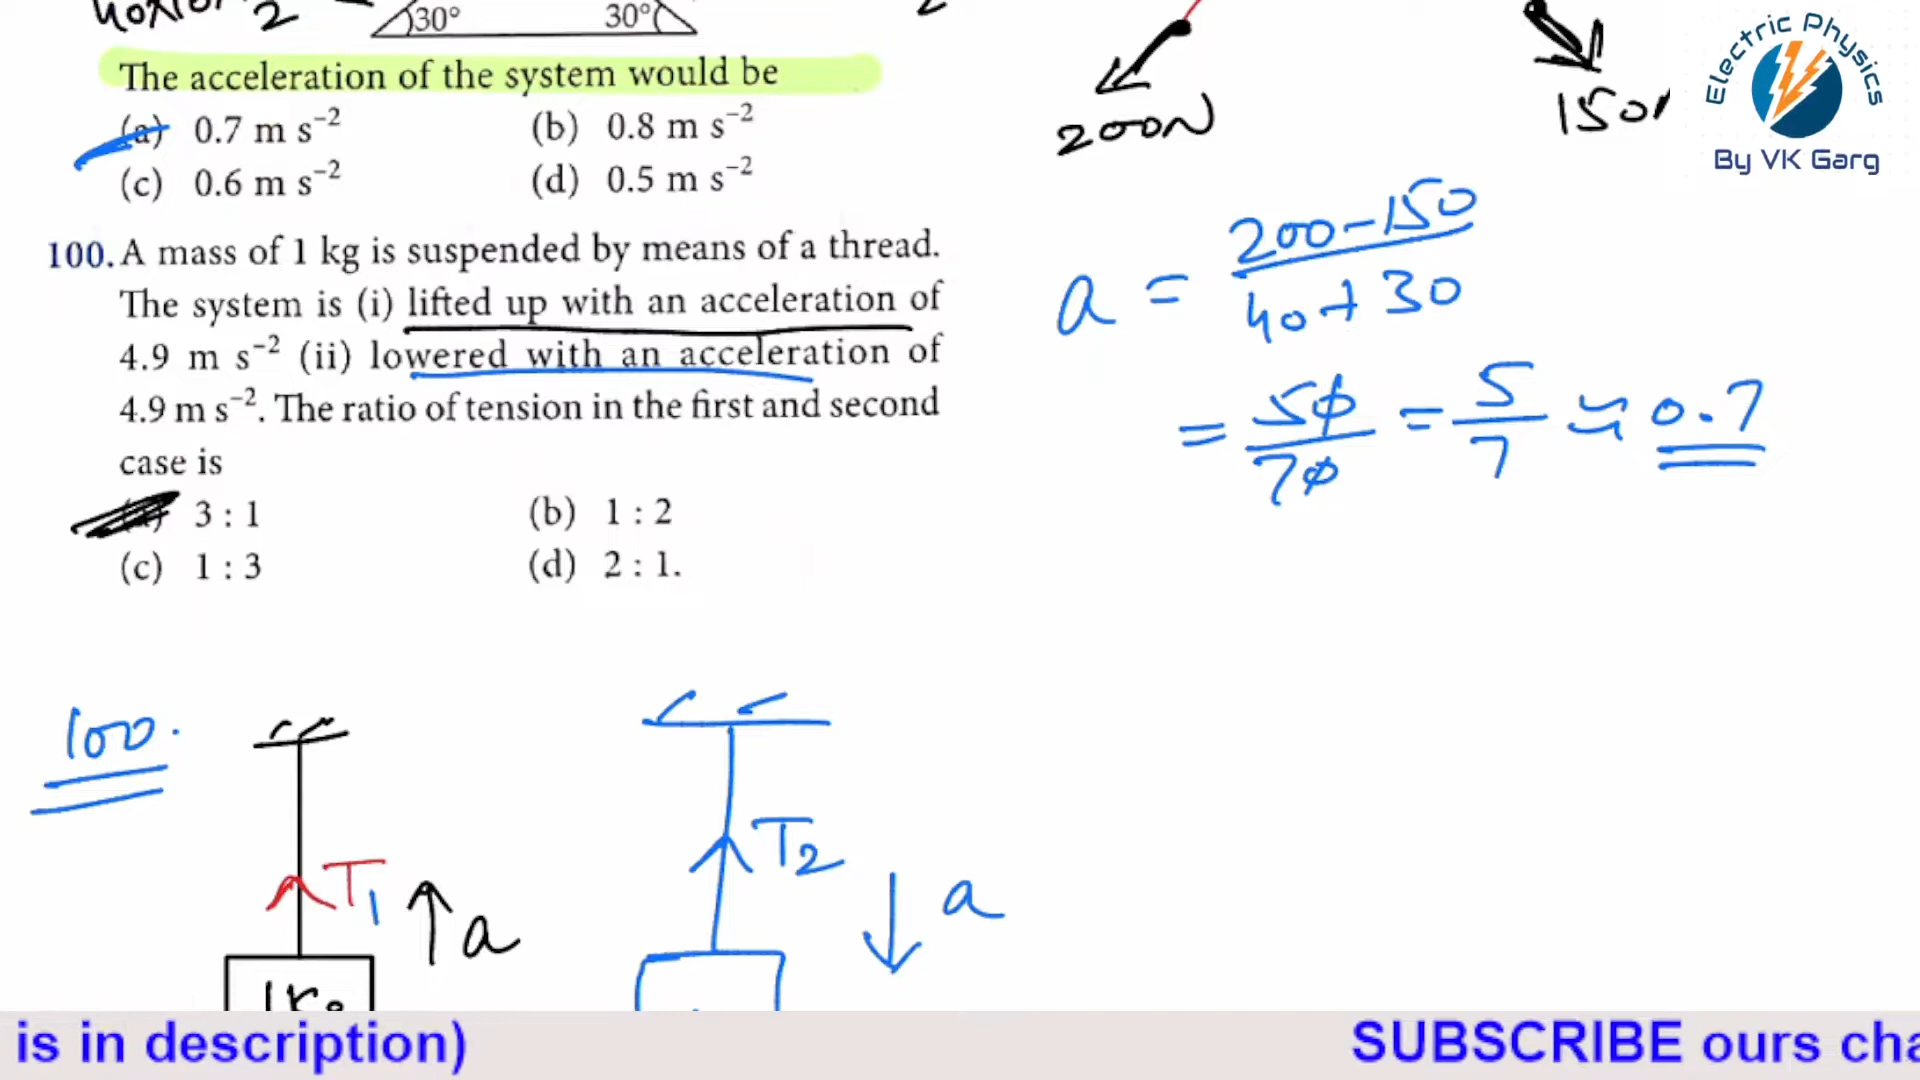 2
30° 30°
The acceleration of the system would be
(a) 0.7 m s⁻² (b) 0.8 m s⁻²
(c) 0.6 m s⁻² (d) 0.5 m s⁻²
100. A mass of 1 kg is suspended by means of a thread.
The system is (i) lifted up with an acceleration of
4.9 m s⁻² (ii) lowered with an acceleration of
4.9 m s⁻². The ratio of tension in the first and second
case is
3 : 1 (b) 1 : 2
(c) 1 : 3 (d) 2 : 1.
200N
150
Electric Physics
By VK Garg
a = 200-150
40+30
= 50/70 = 5/7 ≈ 0.7
100.
T1 a
T2 a
is in description) SUBSCRIBE ours cha